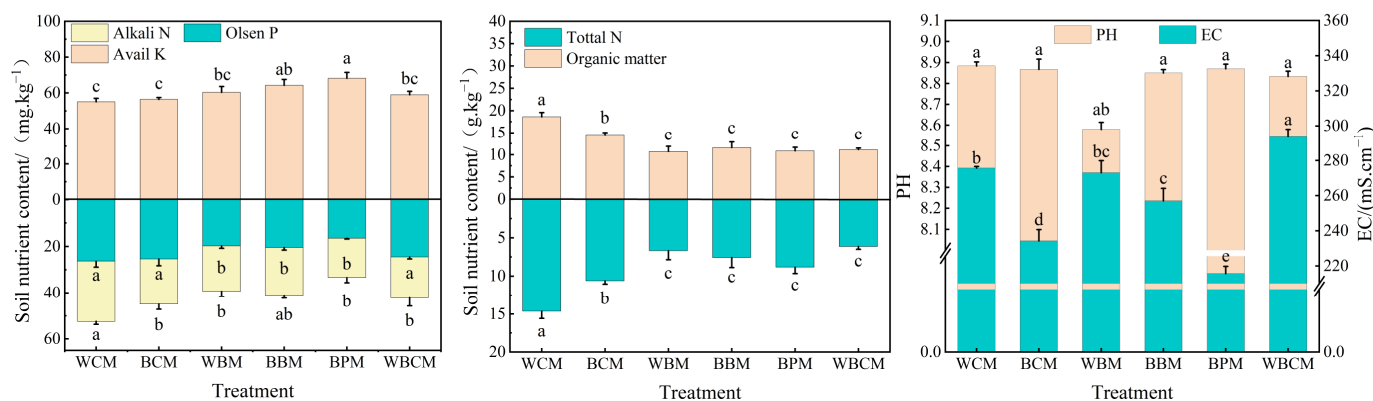 Soil nutrient content/ (mg.kg⁻¹)
100
80
60
40
20
0
20
40
60
Alkali N
Olsen P
Avail K
c
c
bc
ab
a
bc
a
a
b
b
b
a
a
b
b
ab
b
b
WCM BCM WBM BBM BPM WBCM
Treatment
Soil nutrient content/ (g.kg⁻¹)
40
35
30
25
20
15
10
5
0
5
10
15
20
Tottal N
Organic matter
a
b
c
c
c
c
a
b
c
c
c
c
WCM BCM WBM BBM BPM WBCM
Treatment
PH
9.1
9.0
8.9
8.8
8.7
8.6
8.5
8.4
8.3
8.2
8.1
0.0
PH
EC
a
a
ab
a
a
a
b
d
bc
c
e
a
360
340
320
300
280
260
240
220
0.0
EC/(mS.cm⁻¹)
WCM BCM WBM BBM BPM WBCM
Treatment